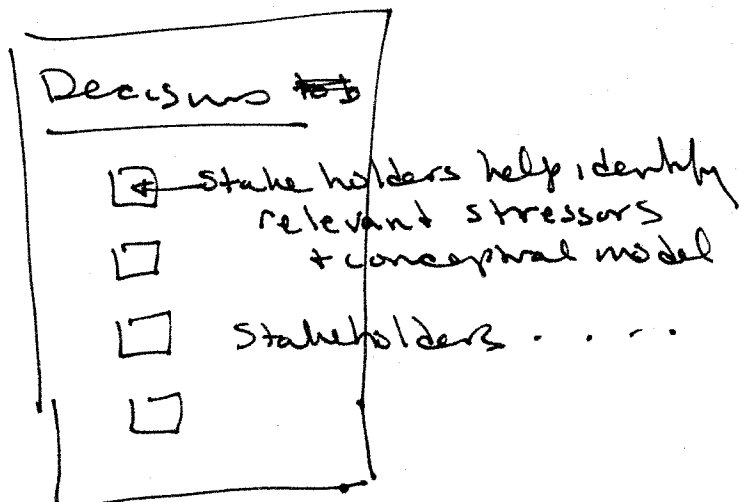 Decisions
stakeholders help identify
relevant stressors
+ conceptual model
Stakeholders . . . .